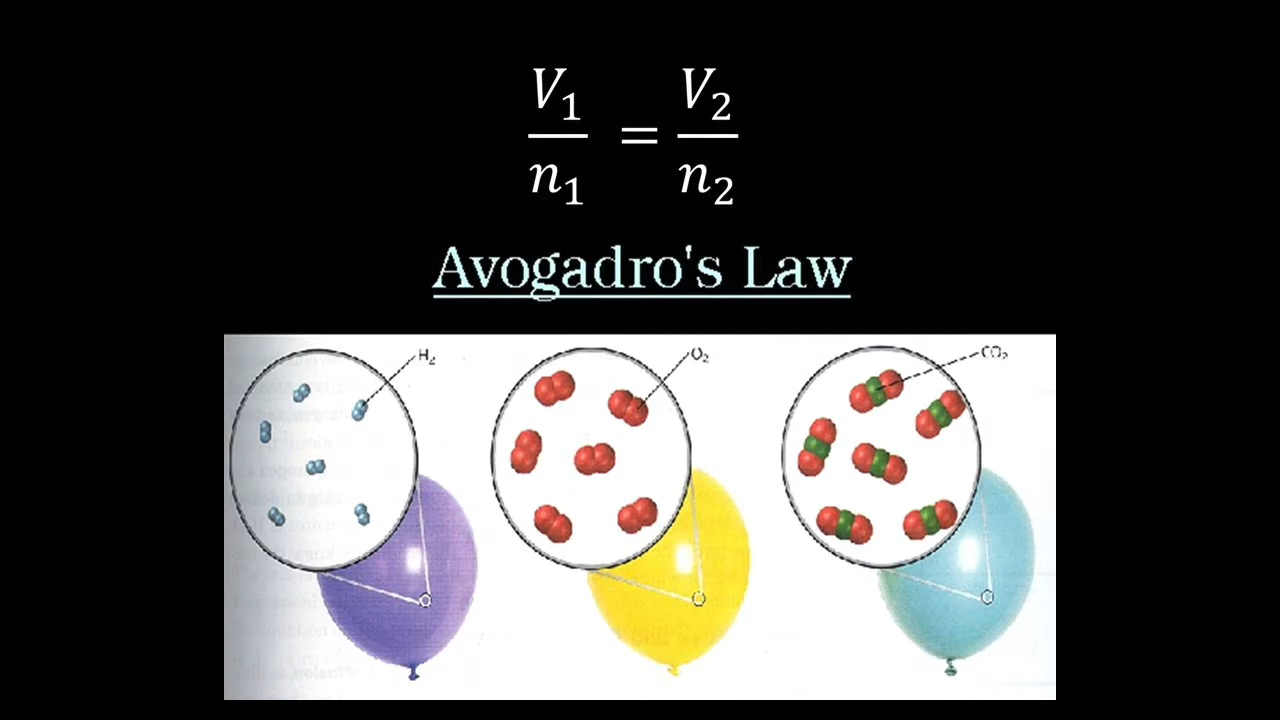 V₁/n₁ = V₂/n₂
Avogadro's Law
H₂
O₂
CO₂